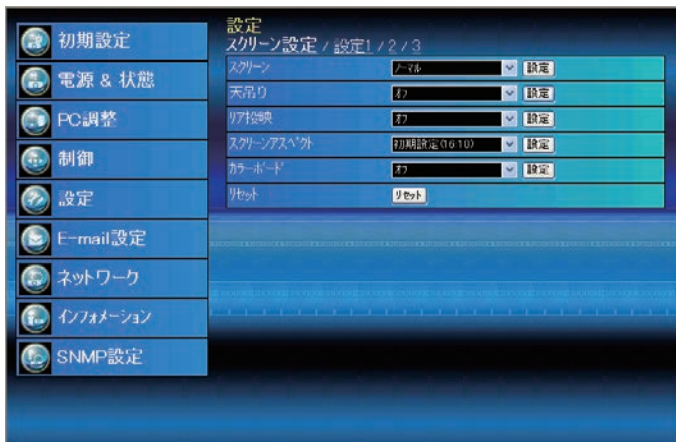 初期設定
電源 & 状態
PC調整
制御
設定
E-mail設定
ネットワーク
インフォメーション
SNMP設定
設定
スクリーン設定 / 設定1 / 2 / 3
スクリーン ノーマル 設定
天吊り オフ 設定
リア投映 オフ 設定
スクリーンアスペクト 初期設定(16:10) 設定
カラーボード オフ 設定
リセット リセット